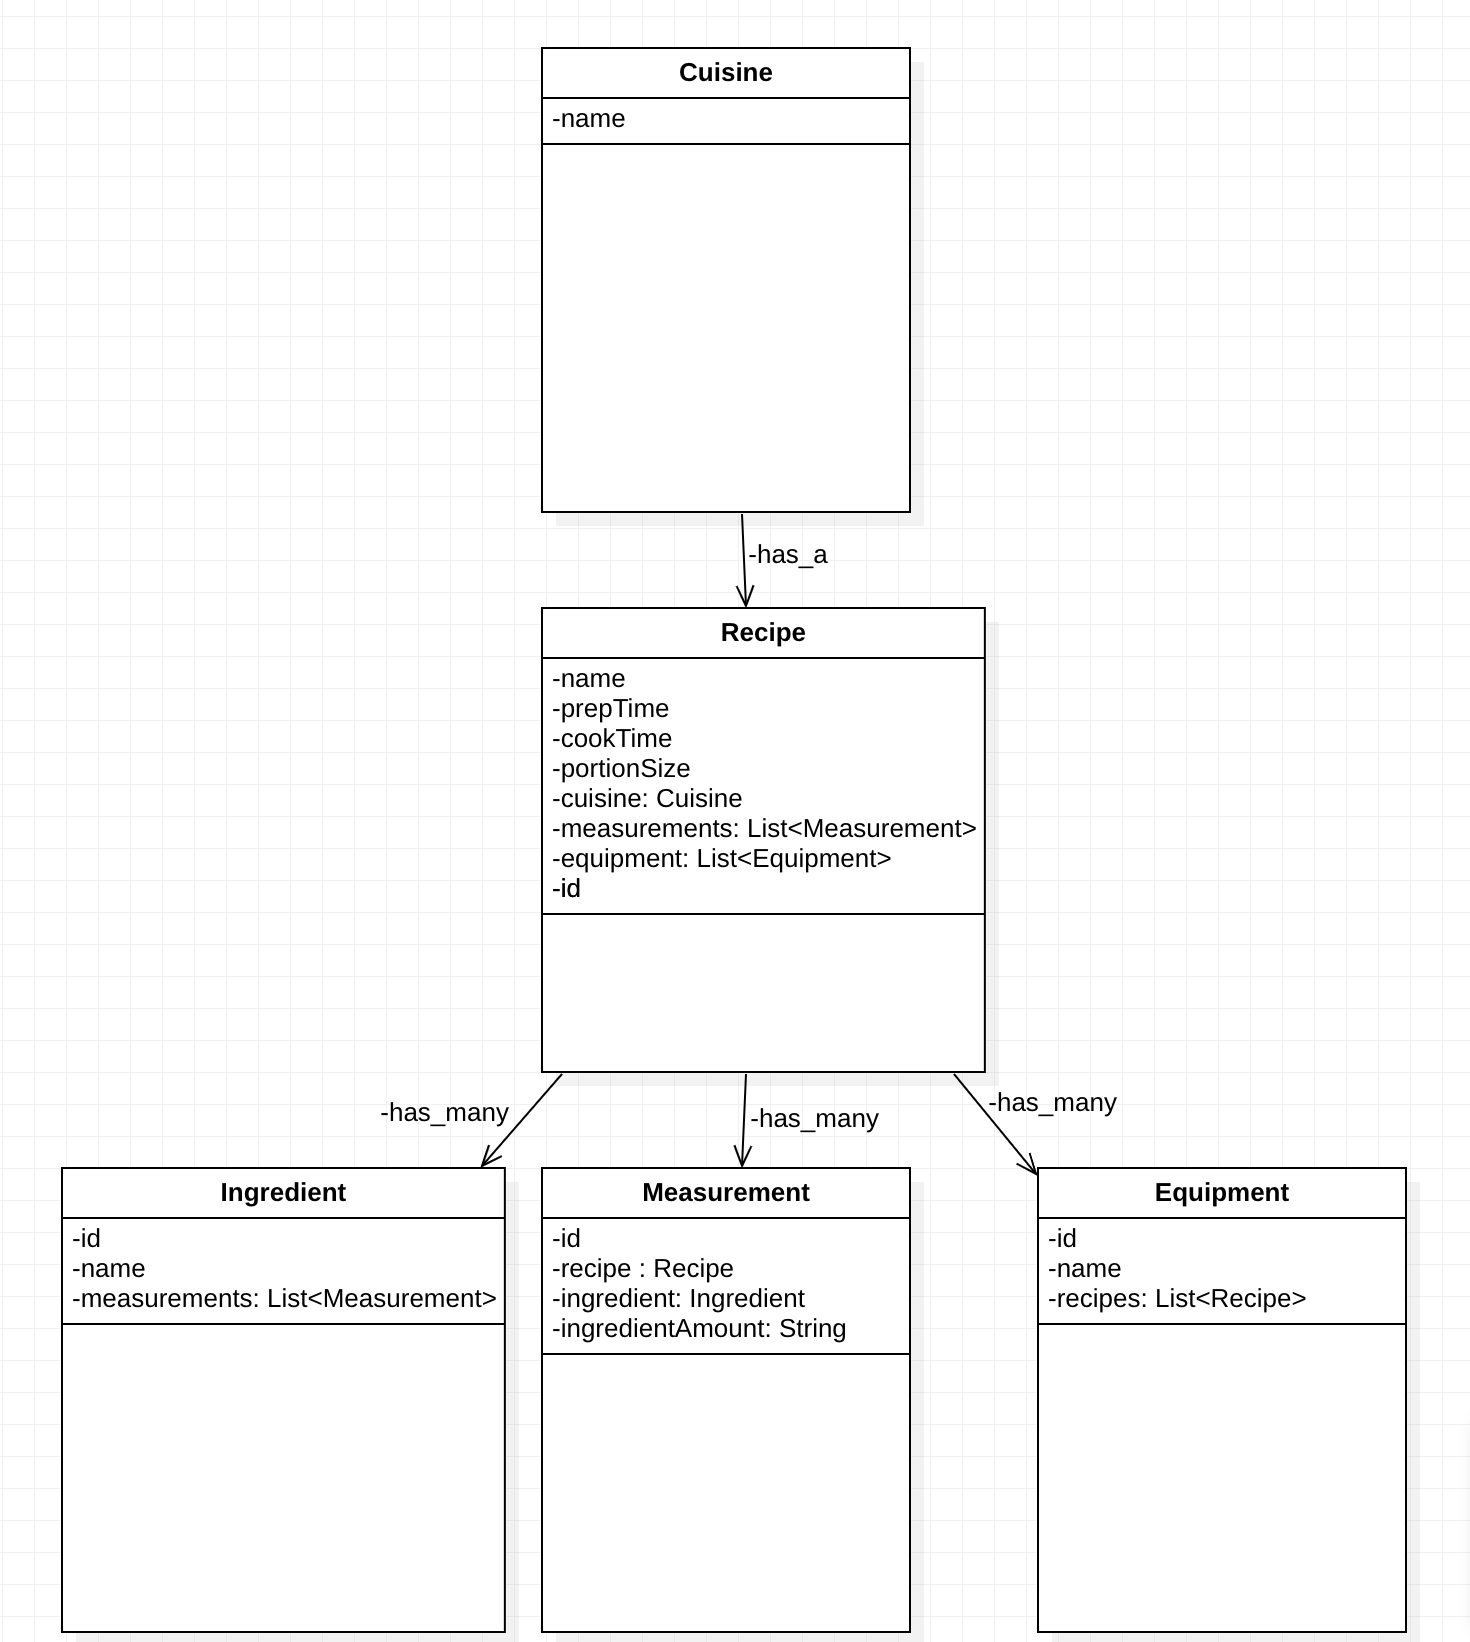 Cuisine
-name
-has_a
Recipe
-name
-prepTime
-cookTime
-portionSize
-cuisine: Cuisine
-measurements: List<Measurement>
-equipment: List<Equipment>
-id
-has_many
-has_many
-has_many
Ingredient
-id
-name
-measurements: List<Measurement>
Measurement
-id
-recipe : Recipe
-ingredient: Ingredient
-ingredientAmount: String
Equipment
-id
-name
-recipes: List<Recipe>